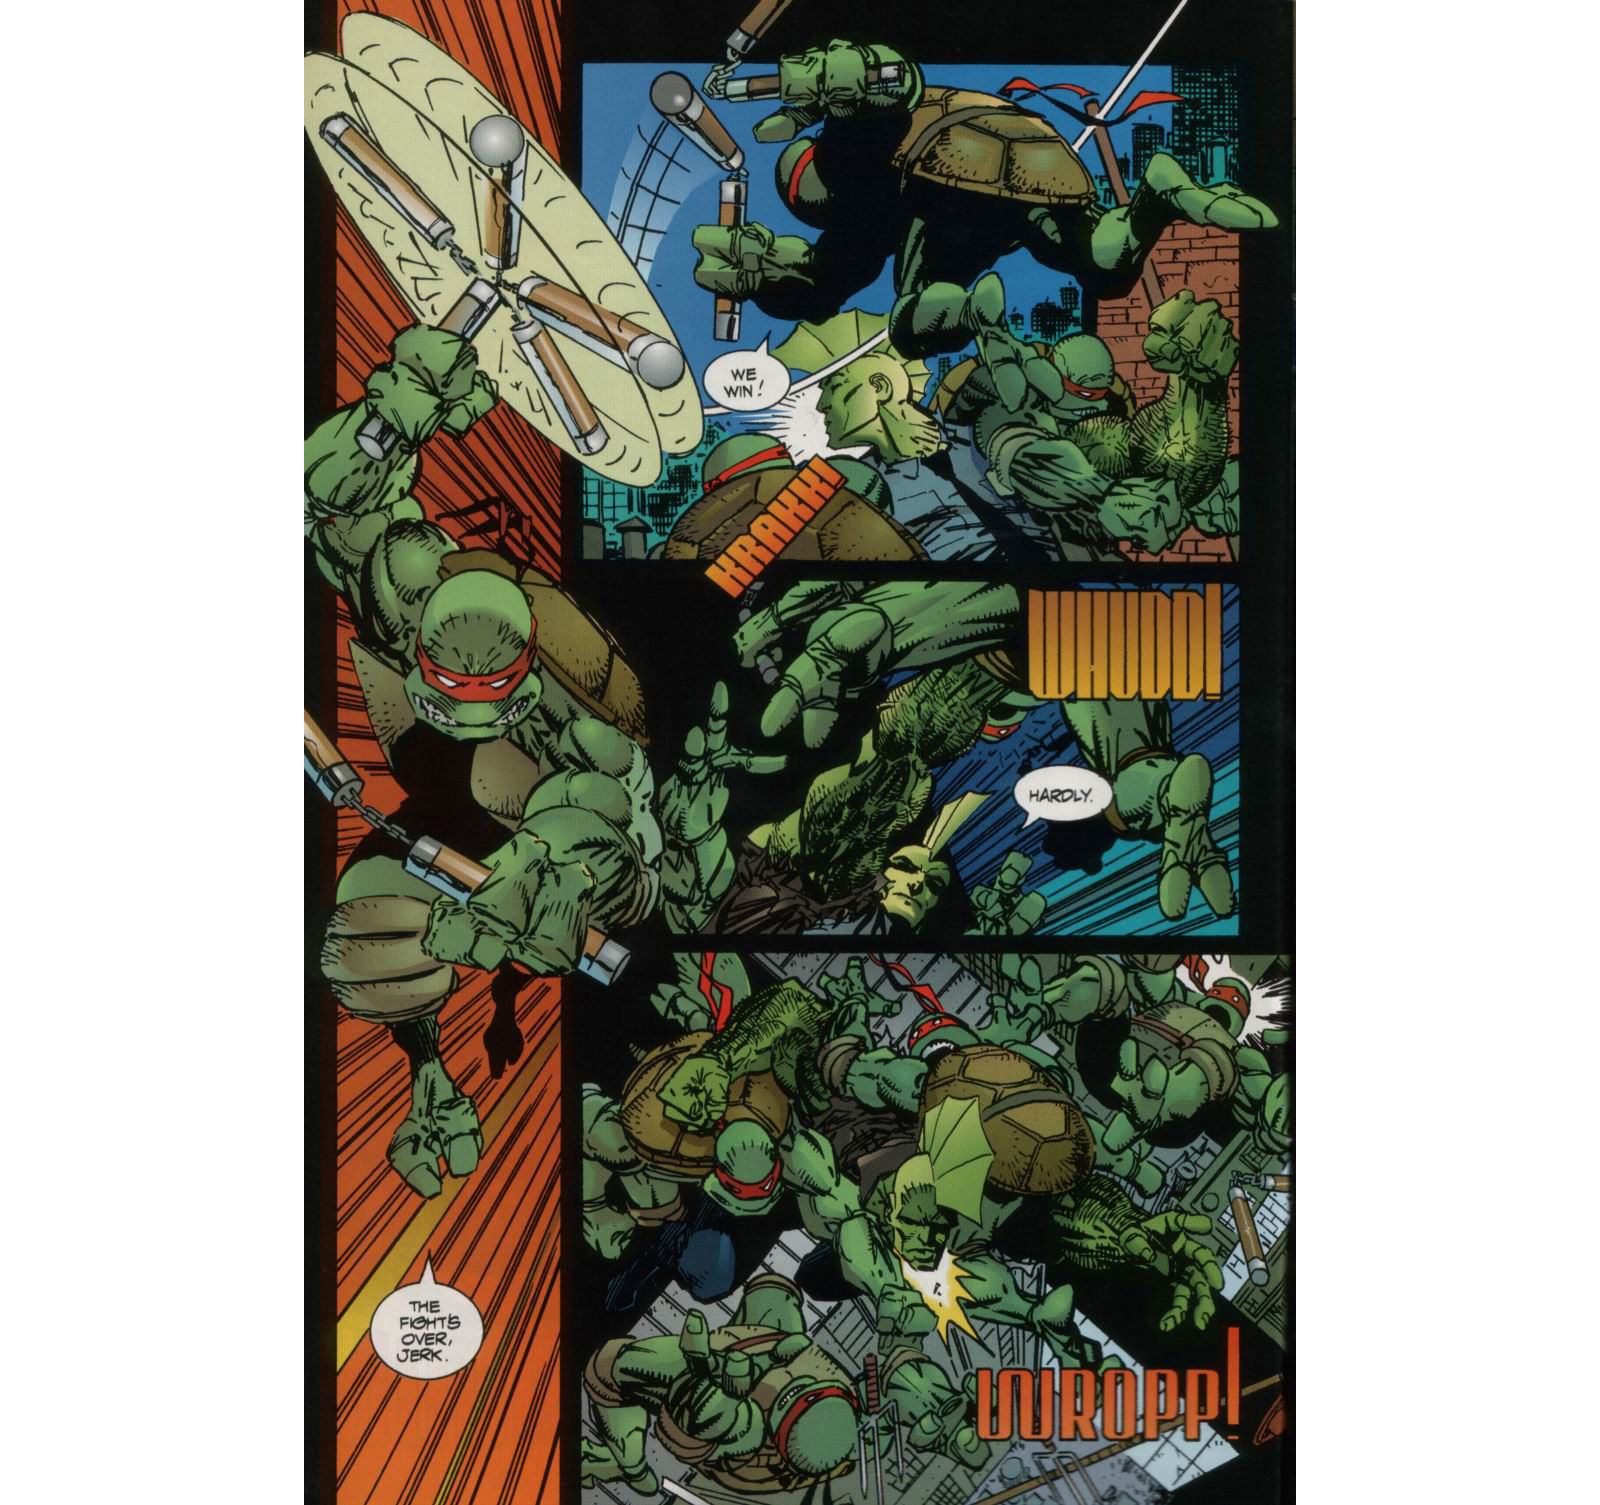 THE
FIGHT'S
OVER,
JERK.
WE
WIN!
KRAKK!
WHUDD!
HARDLY.
WROPP!